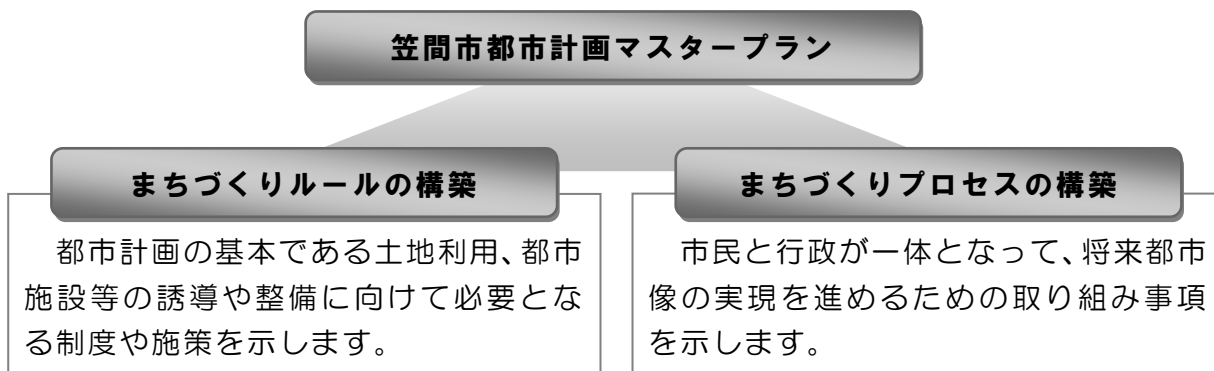 笠間市都市計画マスタープラン
まちづくりルールの構築
都市計画の基本である土地利用、都市
施設等の誘導や整備に向けて必要とな
る制度や施策を示します。
まちづくりプロセスの構築
市民と行政が一体となって、将来都市
像の実現を進めるための取り組み事項
を示します。